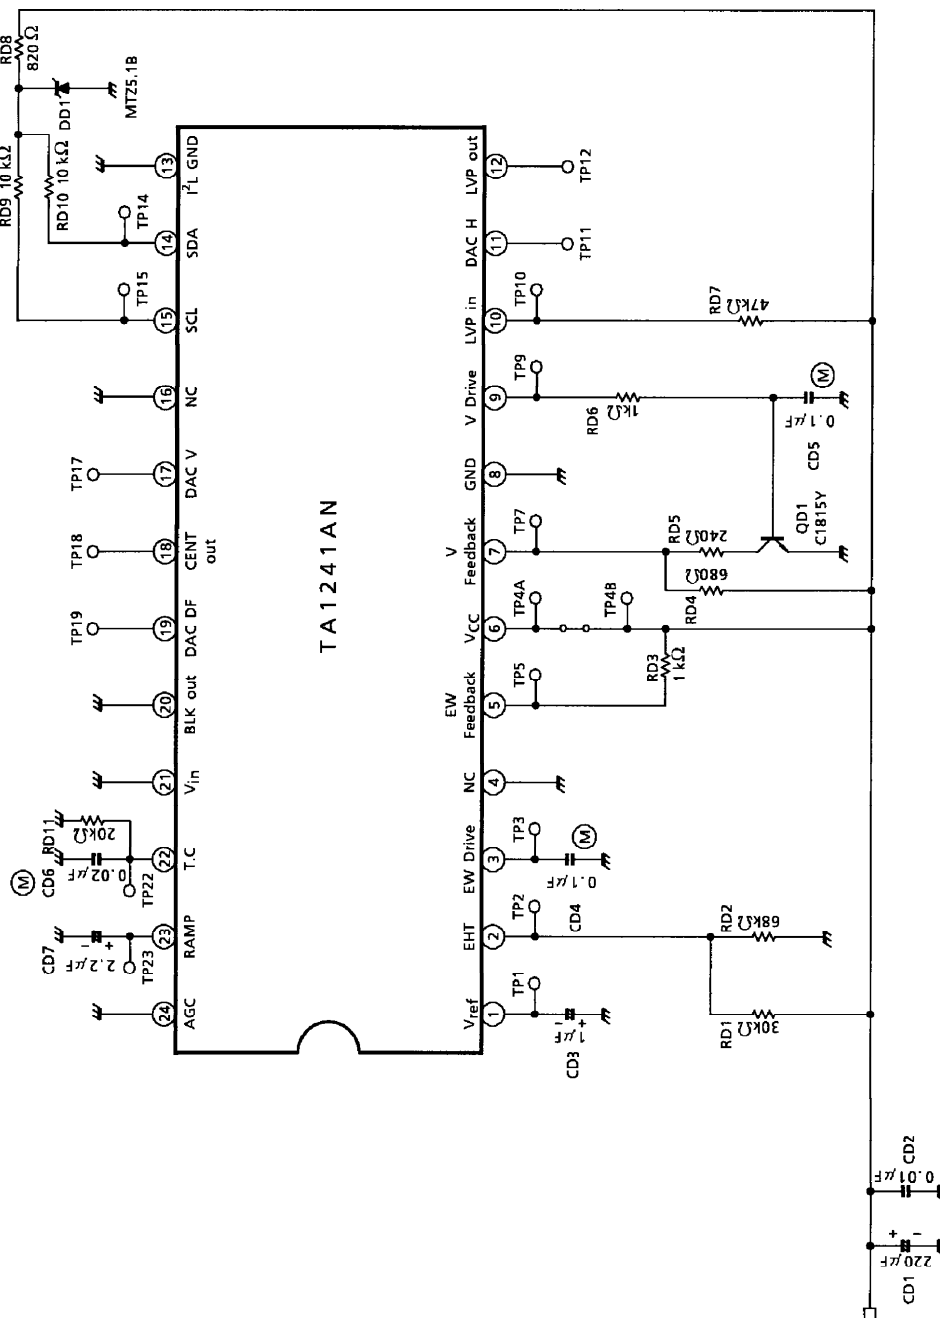 RD8
820 Ω
DD1
MTZ5.1B
RD9 10 kΩ
RD10 10 kΩ
TP14
TP15
TP17
TP18
TP19
RD11
20kΩ
CD6
0.02μF
M
TP22
CD7
2.2μF
- +
TP23
13
I²L GND
14
SDA
15
SCL
16
NC
17
DAC V
18
CENT
out
19
DAC DF
20
BLK out
21
Vin
22
T.C
23
RAMP
24
AGC
TA1241AN
12
LVP out
11
DAC H
10
LVP in
9
V Drive
8
GND
7
V
Feedback
6
VCC
5
EW
Feedback
4
NC
3
EW Drive
2
EHT
1
Vref
TP12
TP11
TP10
RD7
47kΩ
TP9
RD6
1kΩ
M
0.1μF
CD5
QD1
C1815Y
TP7
RD5
240Ω
680Ω
RD4
TP4A
TP4B
RD3
1 kΩ
TP5
TP3
M
0.1μF
CD4
TP2
RD2
68kΩ
RD1
30kΩ
TP1
- +
1μF
CD3
CD2
0.01μF
+ -
220μF
CD1